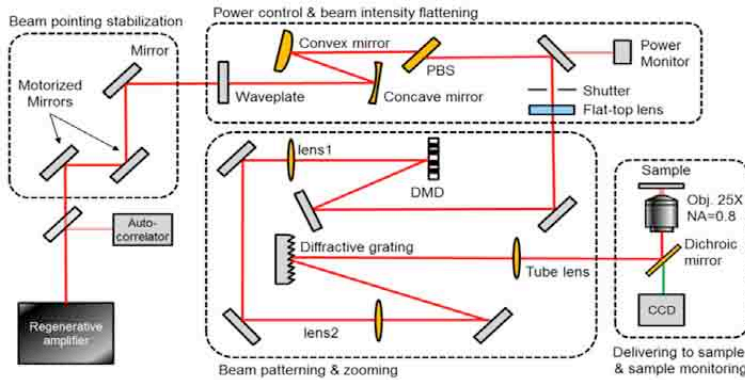 Beam pointing stabilization
Power control & beam intensity flattening
Mirror
Motorized
Mirrors
Convex mirror
PBS
Power
Monitor
Waveplate
Concave mirror
Shutter
Flat-top lens
lens1
DMD
Sample
Obj. 25X
NA=0.8
Auto-
correlator
Diffractive grating
Tube lens
Dichroic
mirror
Regenerative
amplifier
lens2
CCD
Beam patterning & zooming
Delivering to sample
& sample monitoring